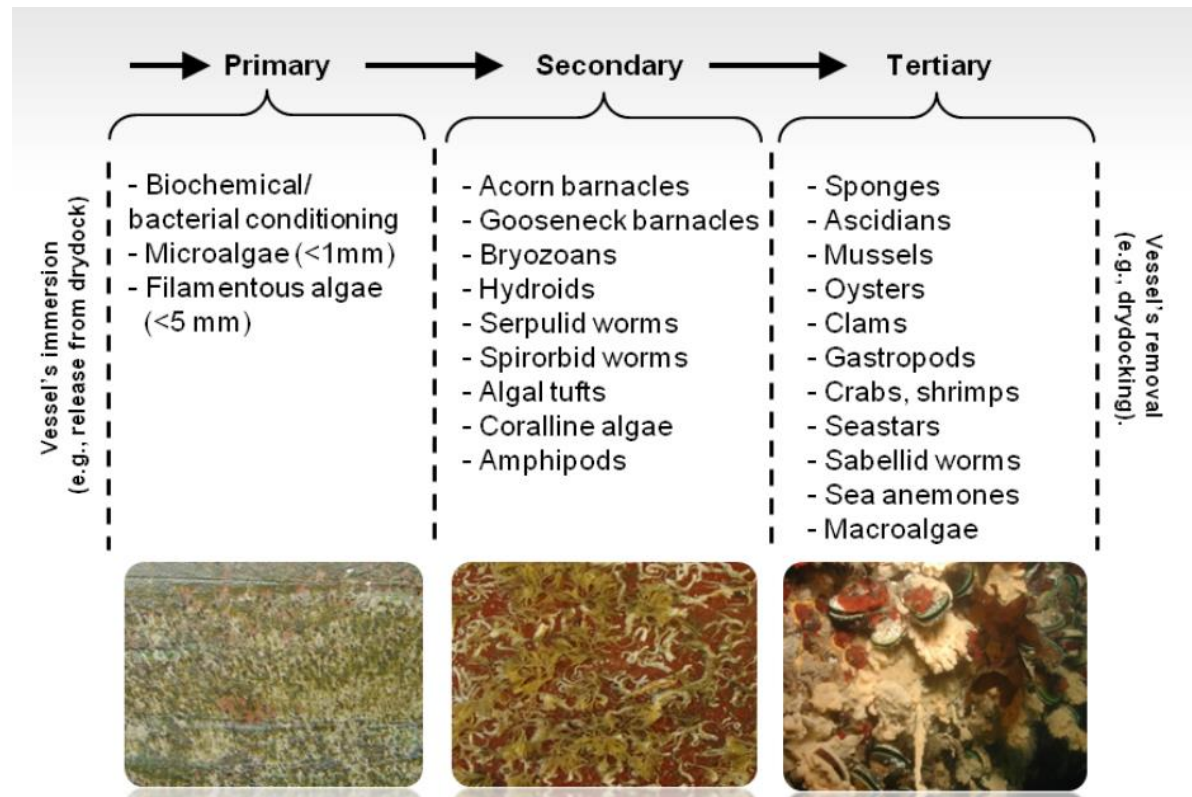 Primary
Secondary
Tertiary
Vessel's immersion
(e.g., release from drydock)
- Biochemical/
bacterial conditioning
- Microalgae (<1mm)
- Filamentous algae
(<5 mm)
- Acorn barnacles
- Gooseneck barnacles
- Bryozoans
- Hydroids
- Serpulid worms
- Spirorbid worms
- Algal tufts
- Coralline algae
- Amphipods
- Sponges
- Ascidians
- Mussels
- Oysters
- Clams
- Gastropods
- Crabs, shrimps
- Seastars
- Sabellid worms
- Sea anemones
- Macroalgae
Vessel's removal
(e.g., drydocking).